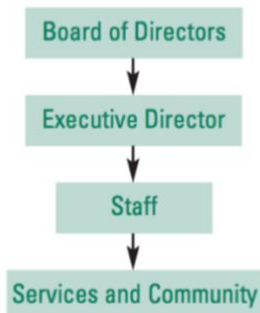 Board of Directors
Executive Director
Staff
Services and Community